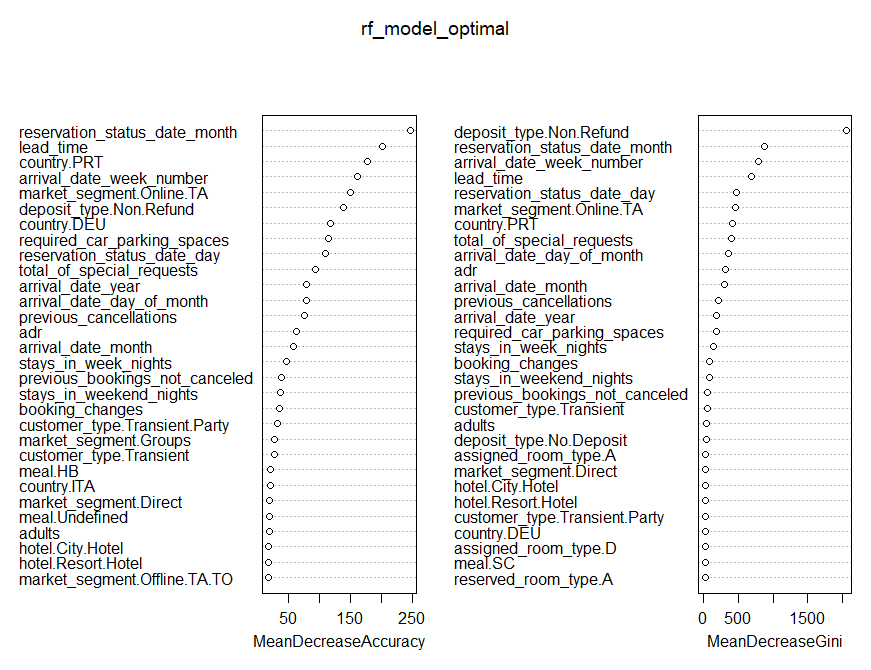 rf_model_optimal
reservation_status_date_month
lead_time
country.PRT
arrival_date_week_number
market_segment.Online.TA
deposit_type.Non.Refund
country.DEU
required_car_parking_spaces
reservation_status_date_day
total_of_special_requests
arrival_date_year
arrival_date_day_of_month
previous_cancellations
adr
arrival_date_month
stays_in_week_nights
previous_bookings_not_canceled
stays_in_weekend_nights
booking_changes
customer_type.Transient.Party
market_segment.Groups
customer_type.Transient
meal.HB
country.ITA
market_segment.Direct
meal.Undefined
adults
hotel.City.Hotel
hotel.Resort.Hotel
market_segment.Offline.TA.TO
50 150 250
MeanDecreaseAccuracy
deposit_type.Non.Refund
reservation_status_date_month
arrival_date_week_number
lead_time
reservation_status_date_day
market_segment.Online.TA
country.PRT
total_of_special_requests
arrival_date_day_of_month
adr
arrival_date_month
previous_cancellations
arrival_date_year
required_car_parking_spaces
stays_in_week_nights
booking_changes
stays_in_weekend_nights
previous_bookings_not_canceled
customer_type.Transient
adults
deposit_type.No.Deposit
assigned_room_type.A
market_segment.Direct
hotel.City.Hotel
hotel.Resort.Hotel
customer_type.Transient.Party
country.DEU
assigned_room_type.D
meal.SC
reserved_room_type.A
0 500 1500
MeanDecreaseGini